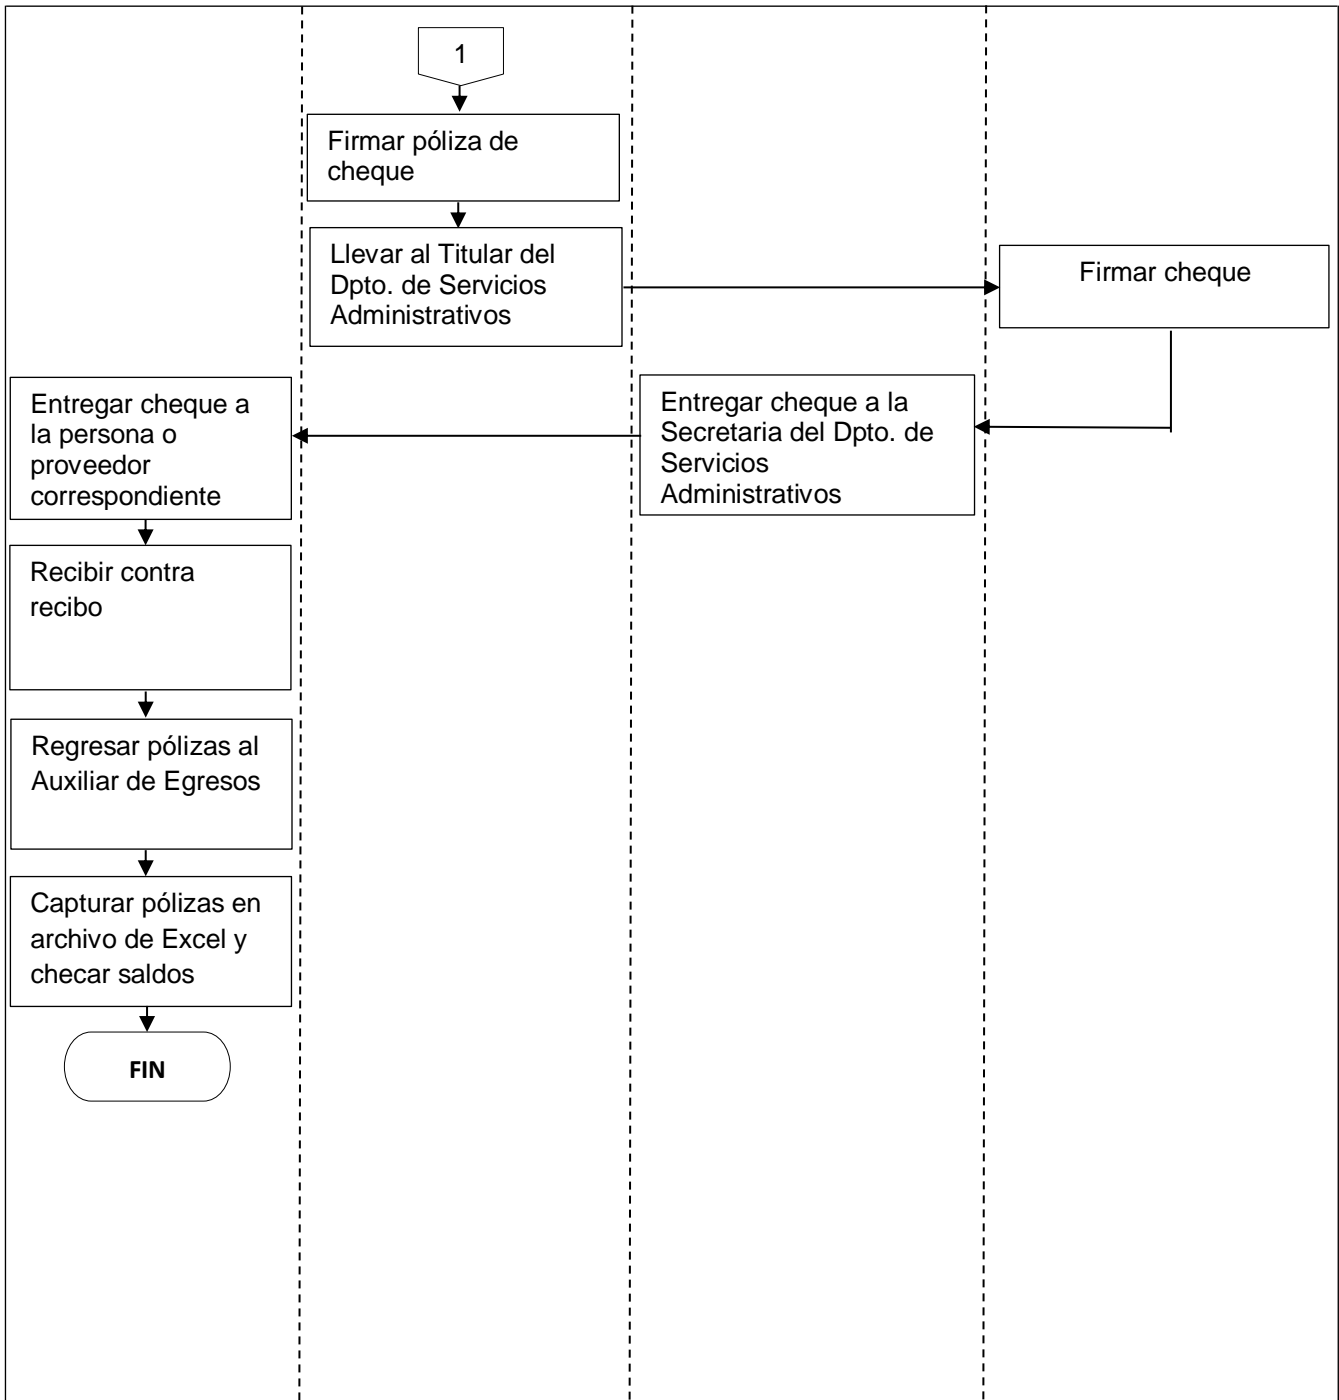 1
Firmar póliza de
cheque
Llevar al Titular del
Dpto. de Servicios
Administrativos
Firmar cheque
Entregar cheque a la
Secretaria del Dpto. de
Servicios
Administrativos
Entregar cheque a
la persona o
proveedor
correspondiente
Recibir contra
recibo
Regresar pólizas al
Auxiliar de Egresos
Capturar pólizas en
archivo de Excel y
checar saldos
FIN